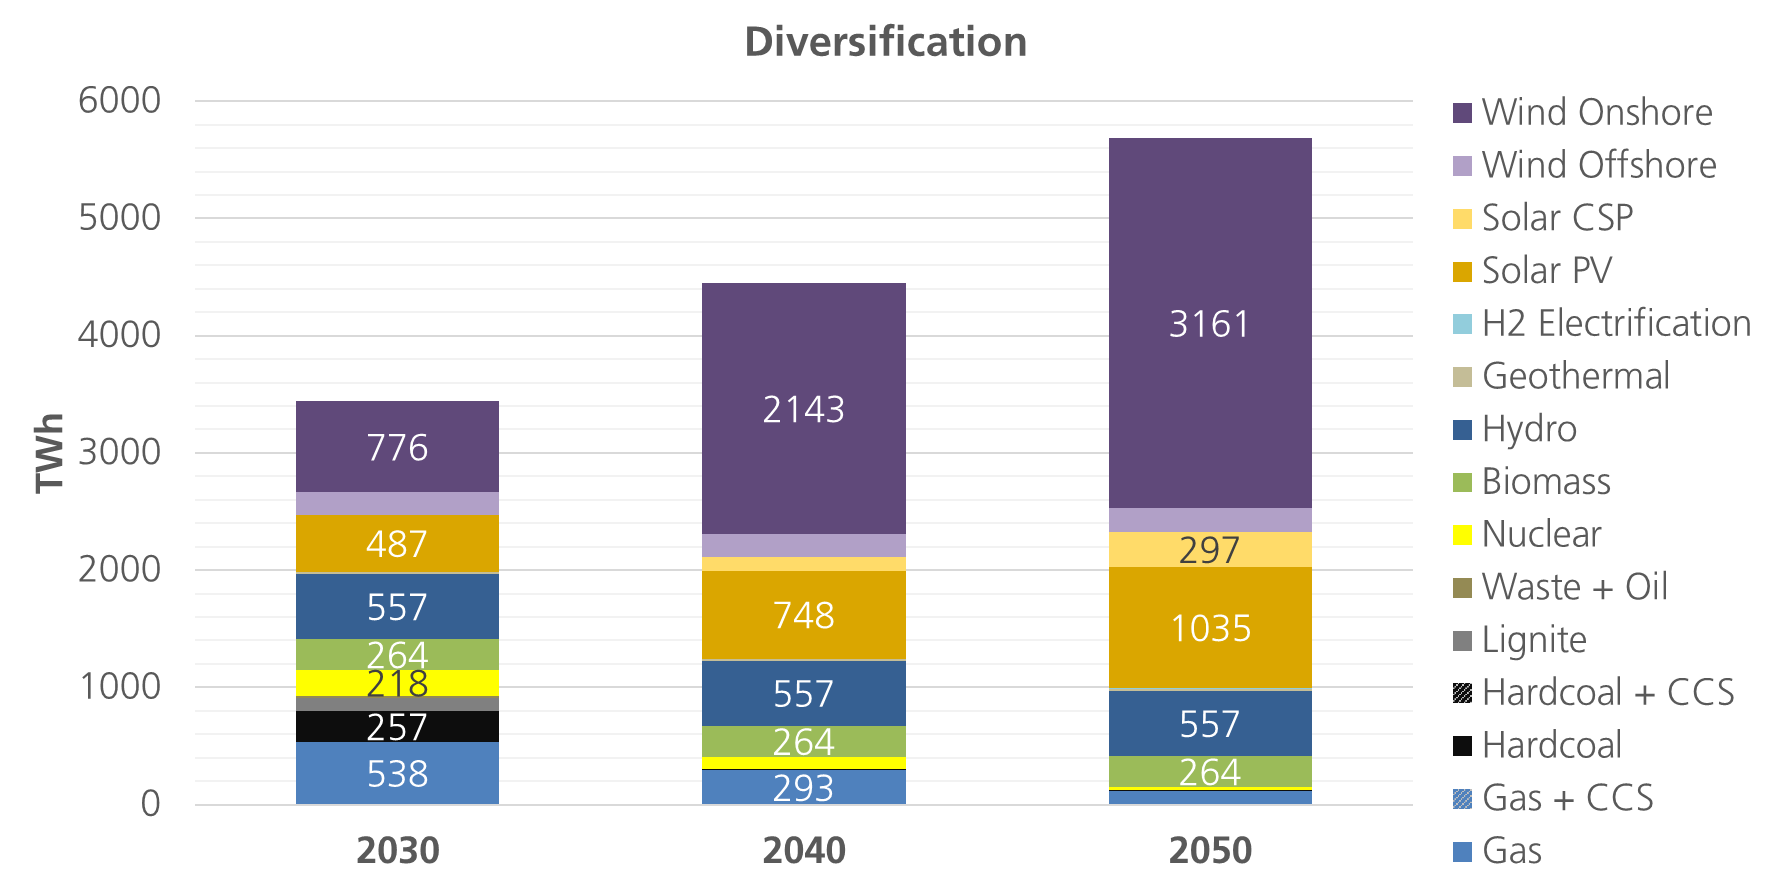 Diversification
TWh
6000
5000
4000
3000
2000
1000
0
776
487
557
264
218
257
538
2143
748
557
264
293
3161
297
1035
557
264
2030
2040
2050
Wind Onshore
Wind Offshore
Solar CSP
Solar PV
H2 Electrification
Geothermal
Hydro
Biomass
Nuclear
Waste + Oil
Lignite
Hardcoal + CCS
Hardcoal
Gas + CCS
Gas